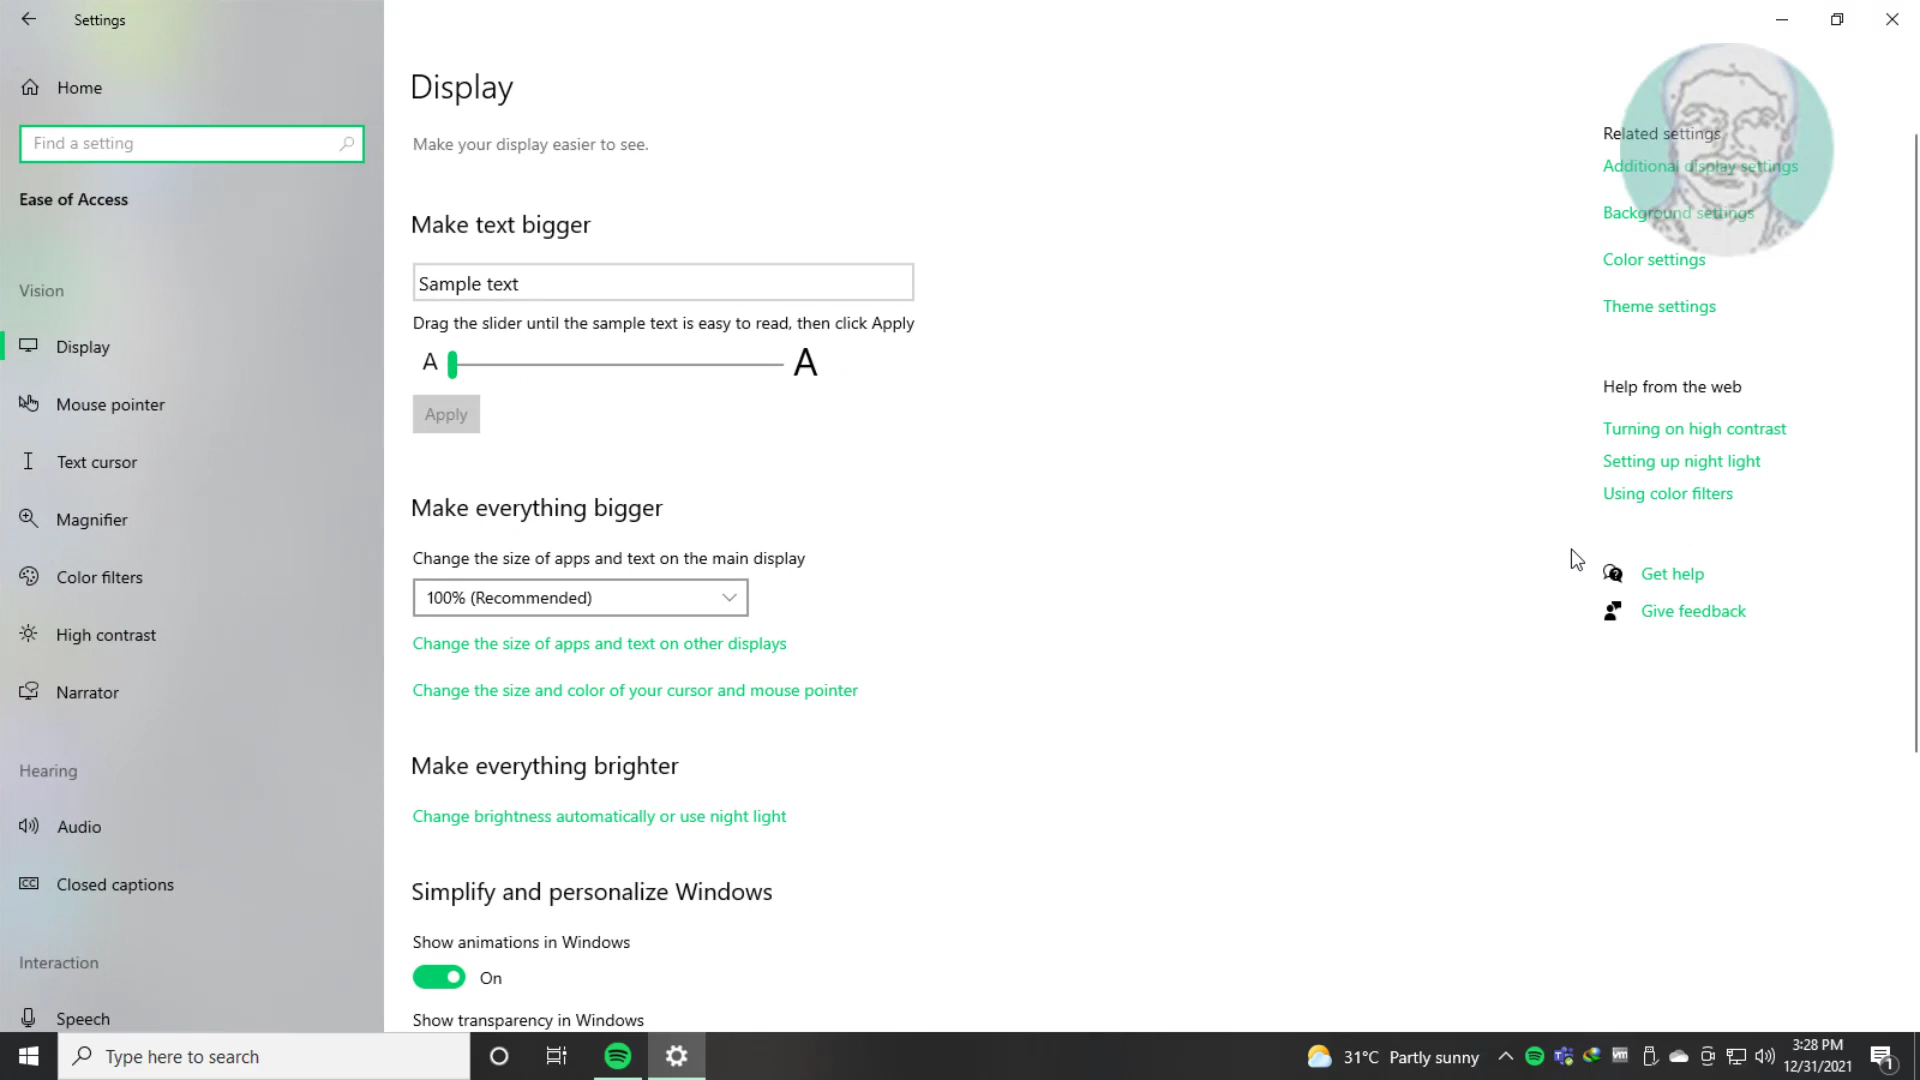 Settings
Home
Find a setting
Ease of Access
Vision
Display
Mouse pointer
Text cursor
Magnifier
Color filters
High contrast
Narrator
Hearing
Audio
Closed captions
Interaction
Speech
Display
Make your display easier to see.
Make text bigger
Sample text
Drag the slider until the sample text is easy to read, then click Apply
A A
Apply
Make everything bigger
Change the size of apps and text on the main display
100% (Recommended)
Change the size of apps and text on other displays
Change the size and color of your cursor and mouse pointer
Make everything brighter
Change brightness automatically or use night light
Simplify and personalize Windows
Show animations in Windows
On
Show transparency in Windows
Related settings
Additional display settings
Background settings
Color settings
Theme settings
Help from the web
Turning on high contrast
Setting up night light
Using color filters
Get help
Give feedback
Type here to search
31°C Partly sunny
3:28 PM
12/31/2021
1